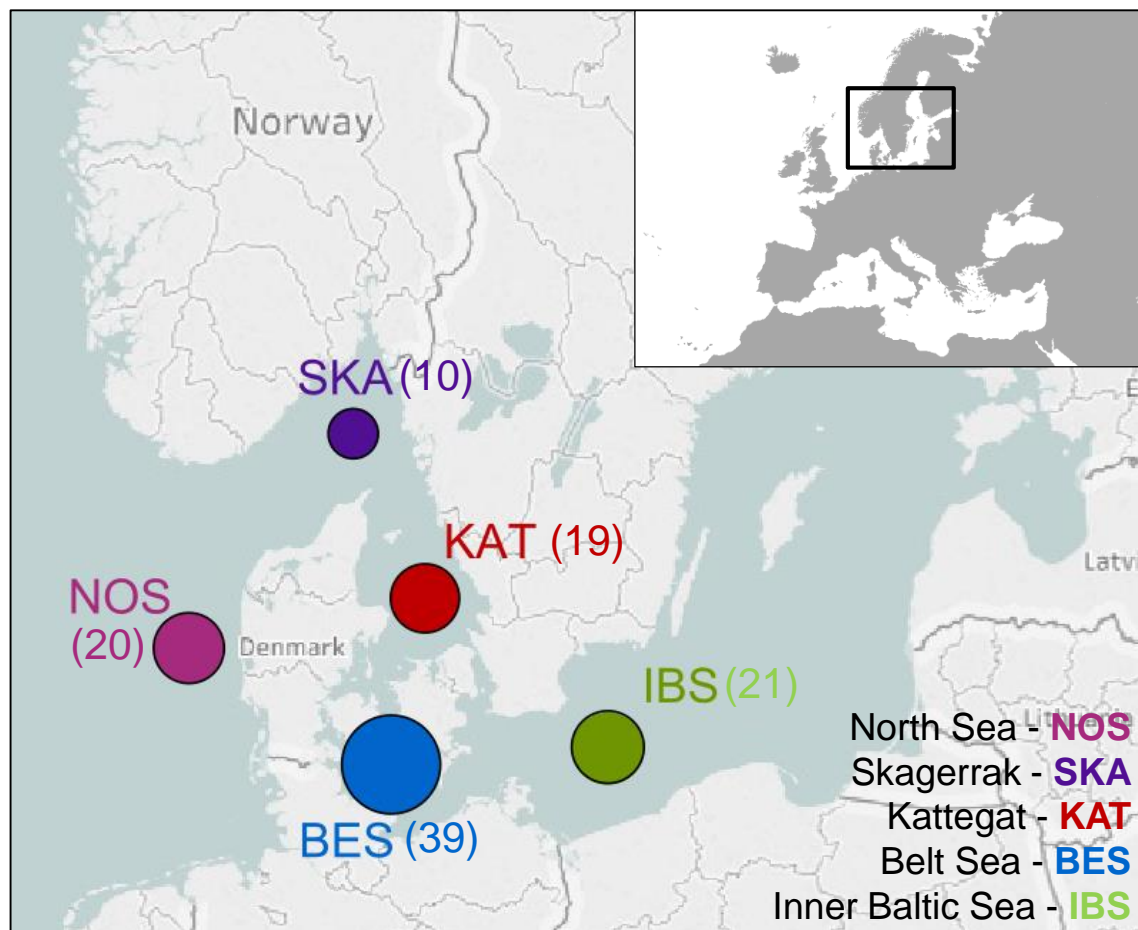 Norway
SKA (10)
KAT (19)
NOS
(20)
Denmark
IBS (21)
BES (39)
E
Latvi
Lithuania
North Sea - NOS
Skagerrak - SKA
Kattegat - KAT
Belt Sea - BES
Inner Baltic Sea - IBS